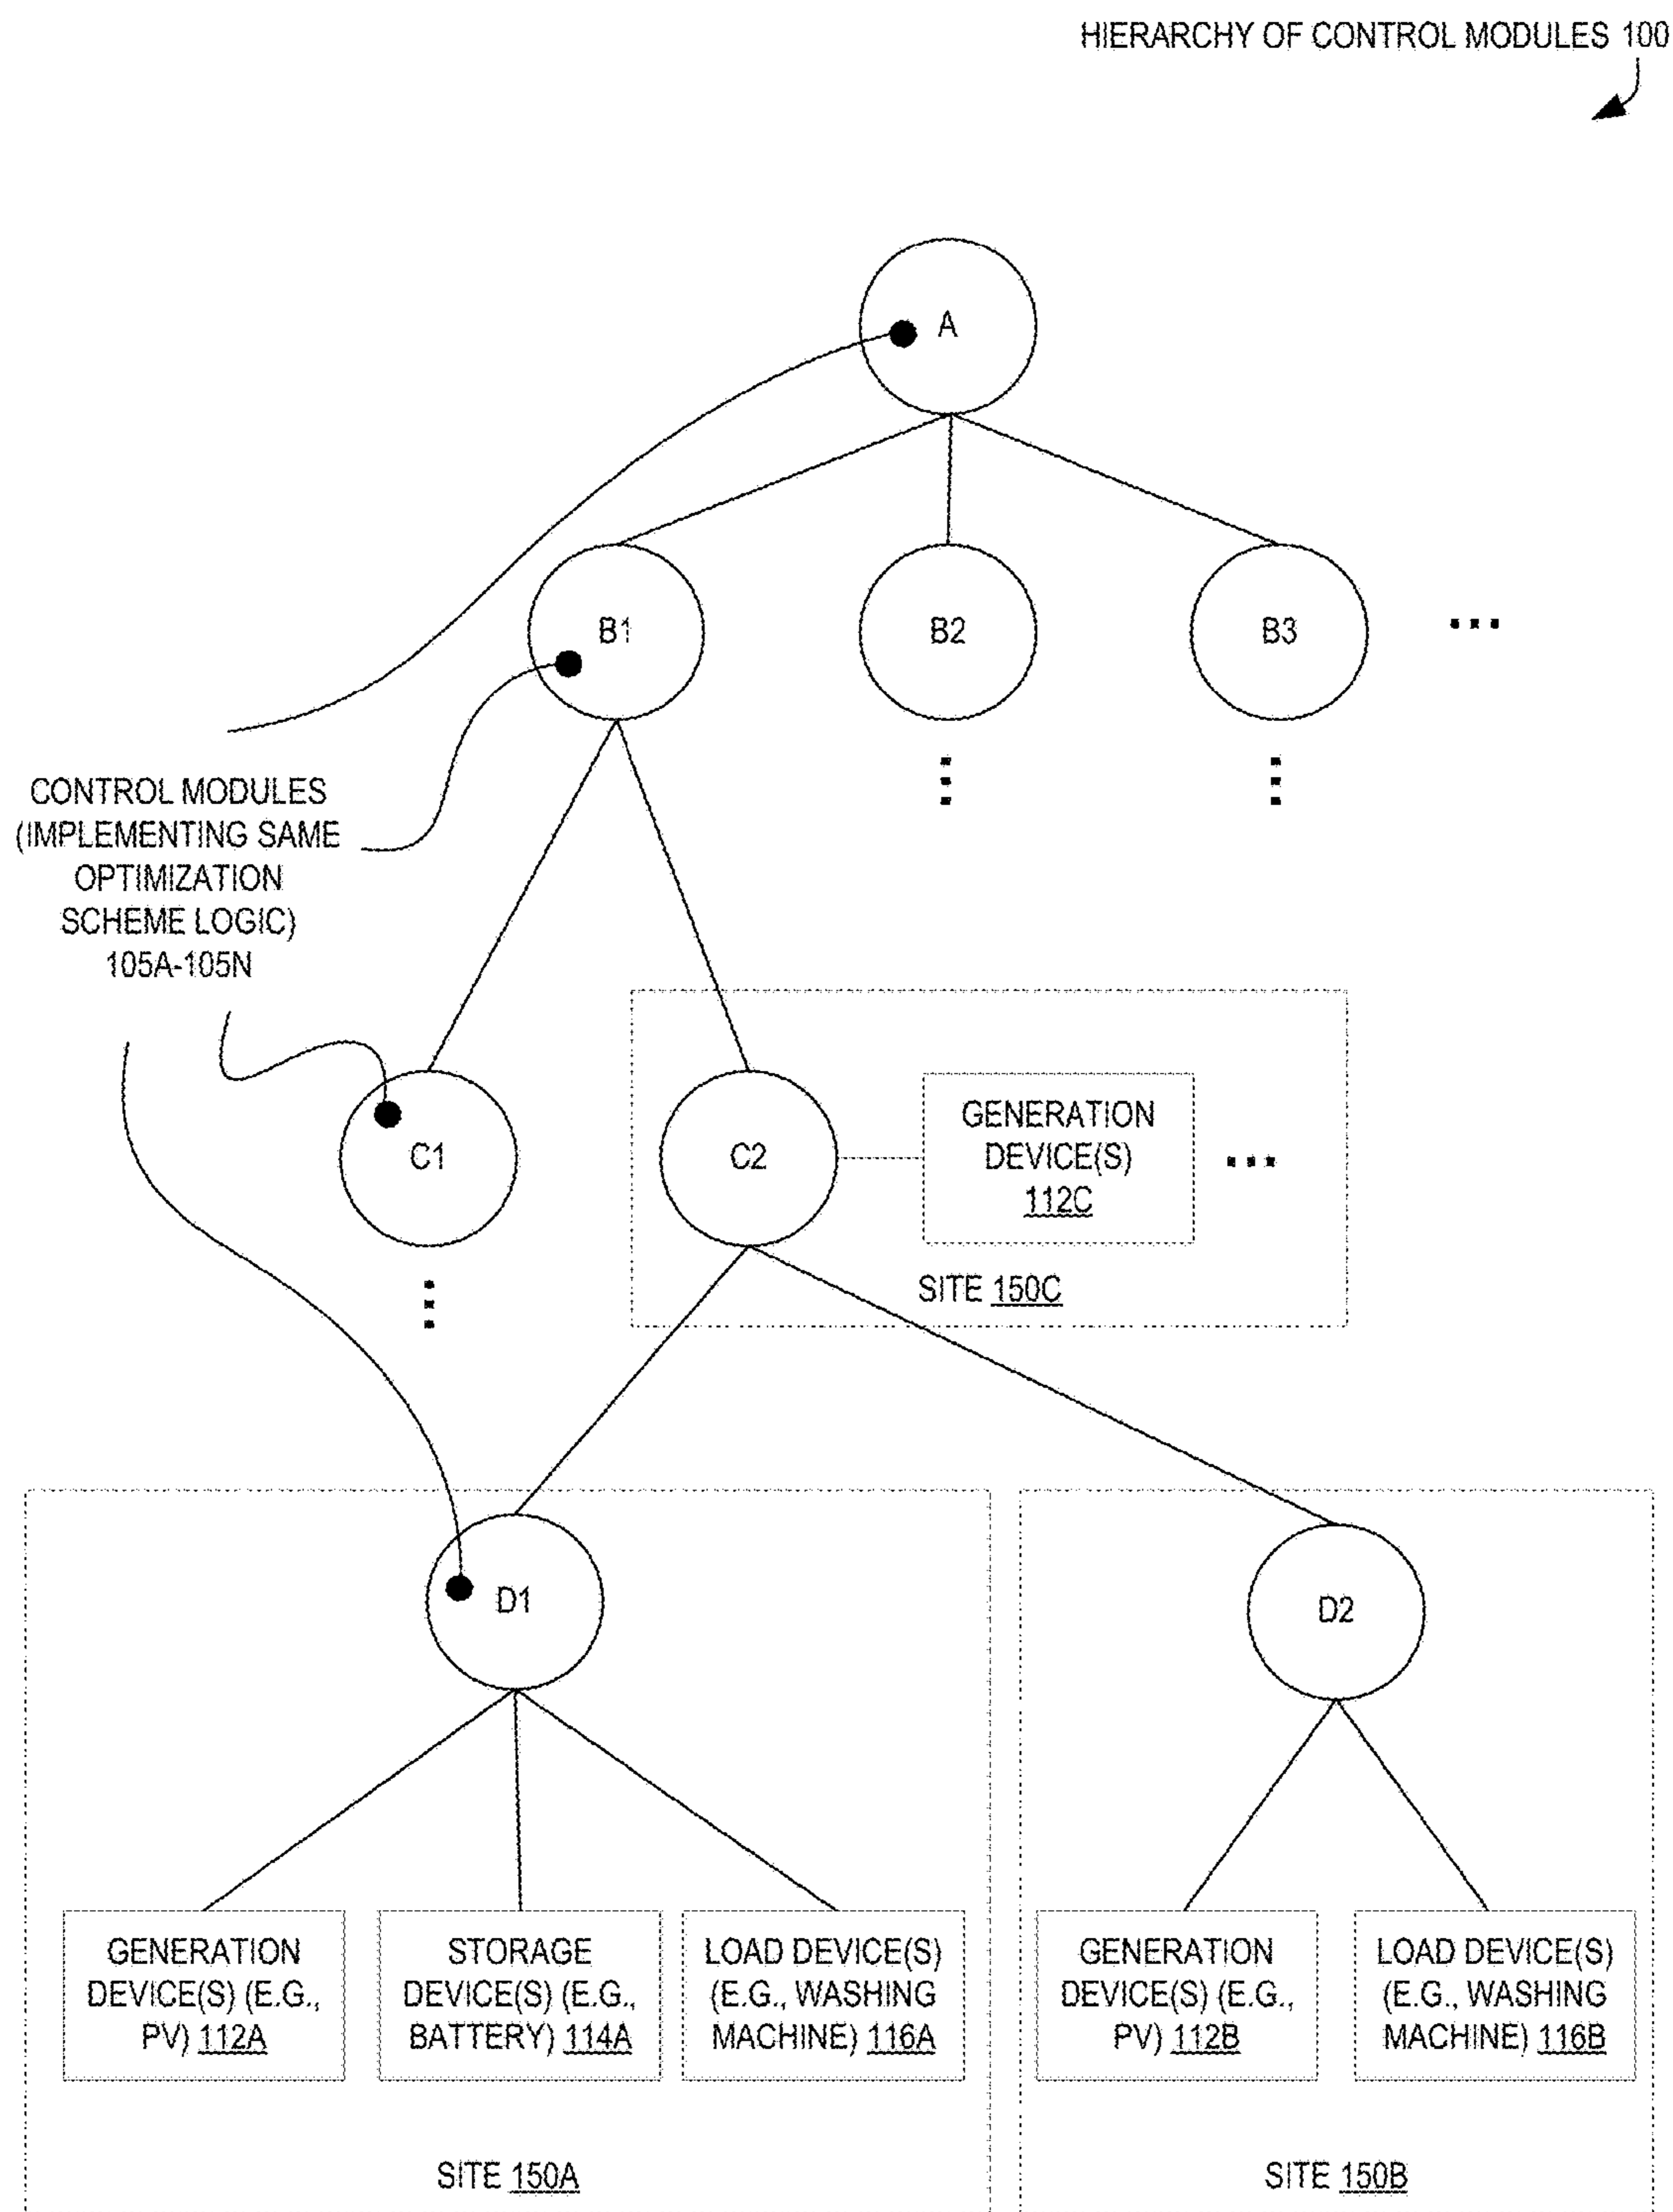 HIERARCHY OF CONTROL MODULES 100
A
B1
B2
B3
...
CONTROL MODULES
(IMPLEMENTING SAME
OPTIMIZATION
SCHEME LOGIC)
105A-105N
C1
C2
GENERATION
DEVICE(S)
112C
...
SITE 150C
D1
D2
GENERATION
DEVICE(S) (E.G.,
PV) 112A
STORAGE
DEVICE(S) (E.G.,
BATTERY) 114A
LOAD DEVICE(S)
(E.G., WASHING
MACHINE) 116A
GENERATION
DEVICE(S) (E.G.,
PV) 112B
LOAD DEVICE(S)
(E.G., WASHING
MACHINE) 116B
SITE 150A
SITE 150B